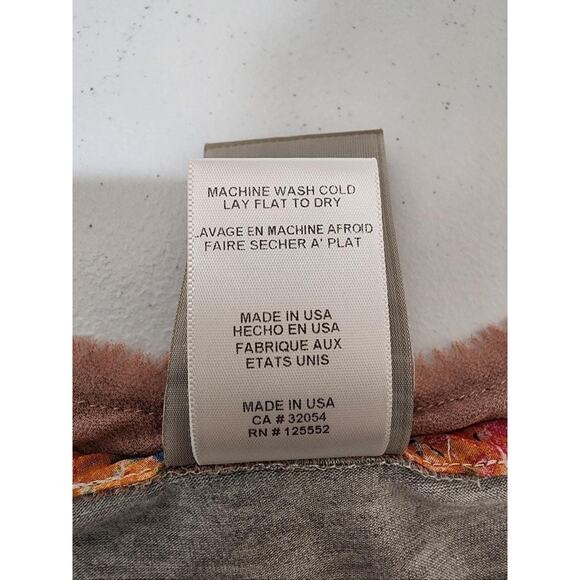 MACHINE WASH COLD
LAY FLAT TO DRY
LAVAGE EN MACHINE AFROID
FAIRE SECHER A' PLAT
MADE IN USA
HECHO EN USA
FABRIQUE AUX
ETATS UNIS
MADE IN USA
CA # 32054
RN # 125552